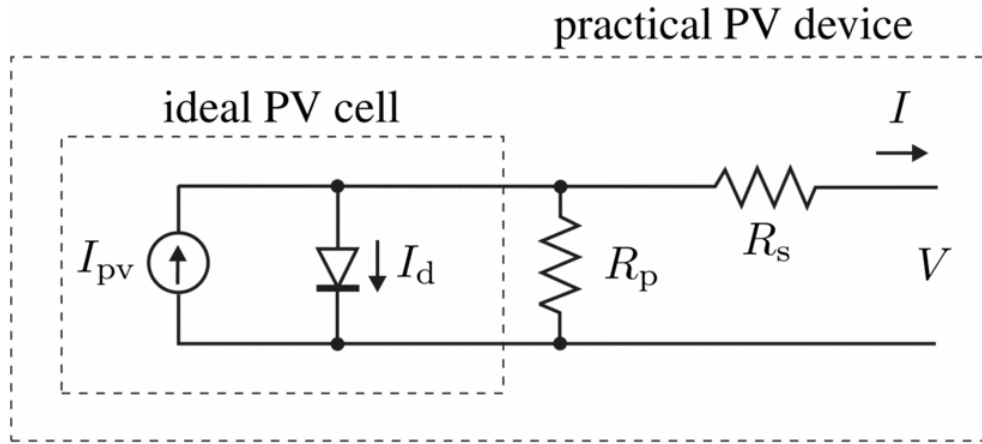 practical PV device
ideal PV cell
I
Ipv
Id
Rp
Rs
V